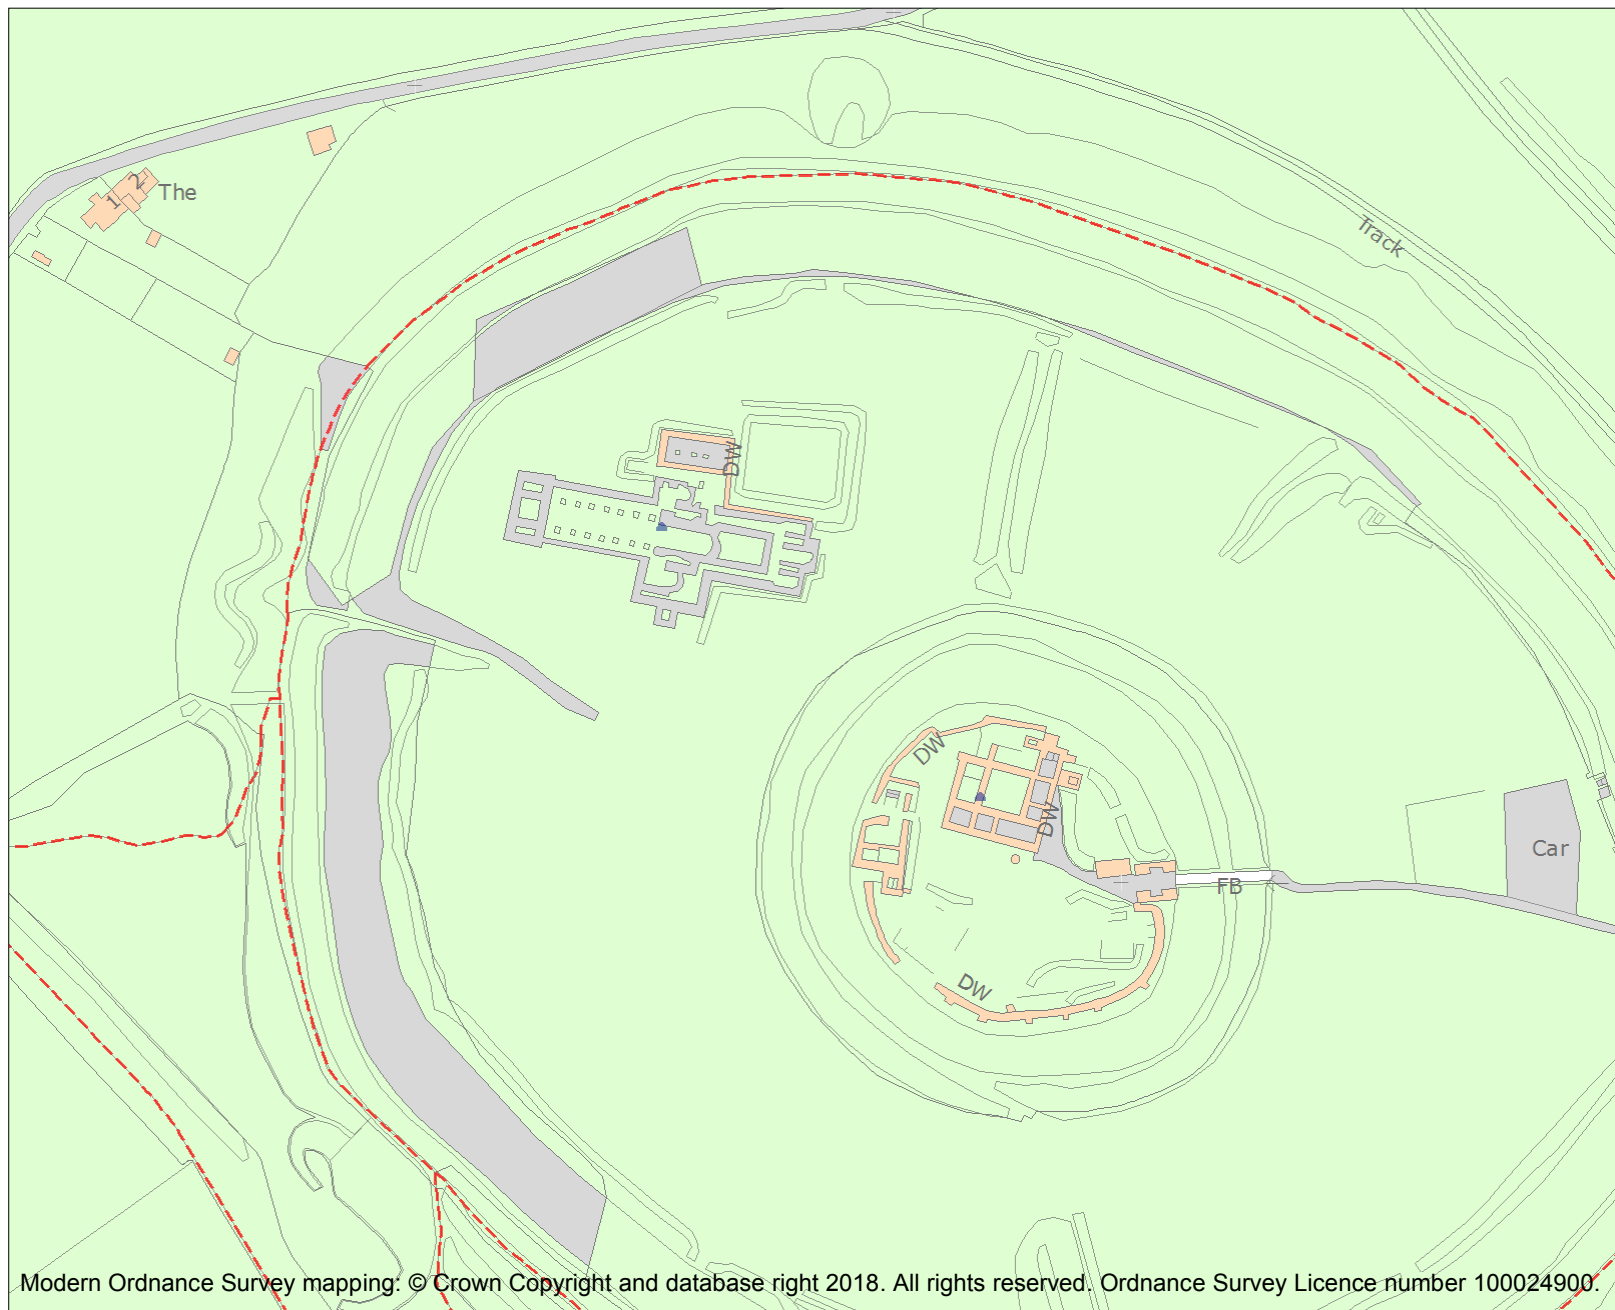 2
The
1
Track
DW
DW
DW
Car
FB
DW
Modern Ordnance Survey mapping: © Crown Copyright and database right 2018. All rights reserved. Ordnance Survey Licence number 100024900.